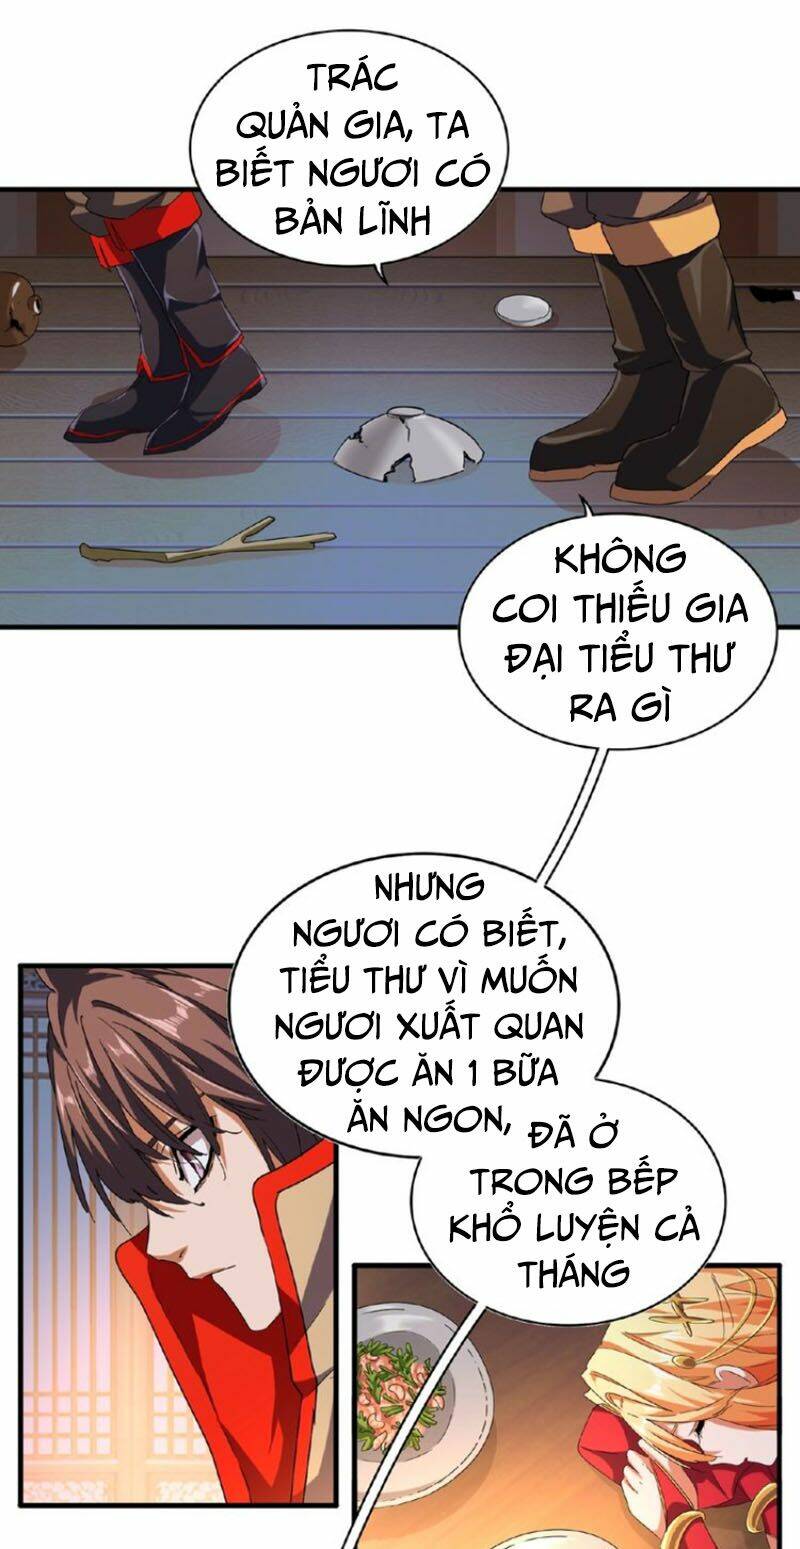 TRÁC
QUẢN GIA, TA
BIẾT NGƯƠI CÓ
BẢN LĨNH
KHÔNG
COI THIẾU GIA
ĐẠI TIỂU THƯ
RA GÌ
NHƯNG
NGƯƠI CÓ BIẾT,
TIỂU THƯ VÌ MUỐN
NGƯƠI XUẤT QUAN
ĐƯỢC ĂN 1 BỮA
ĂN NGON,
ĐÃ Ở
TRONG BẾP
KHỔ LUYỆN CẢ
THÁNG